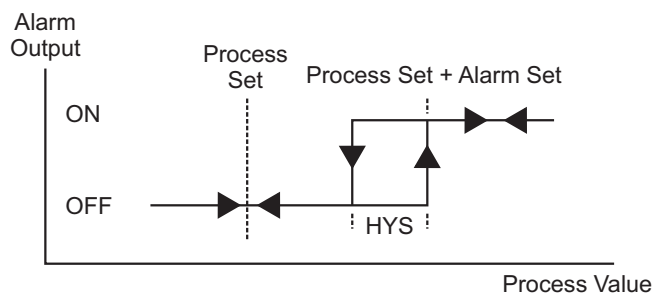 Alarm
Output
Process
Set
Process Set + Alarm Set
ON
OFF
HYS
Process Value